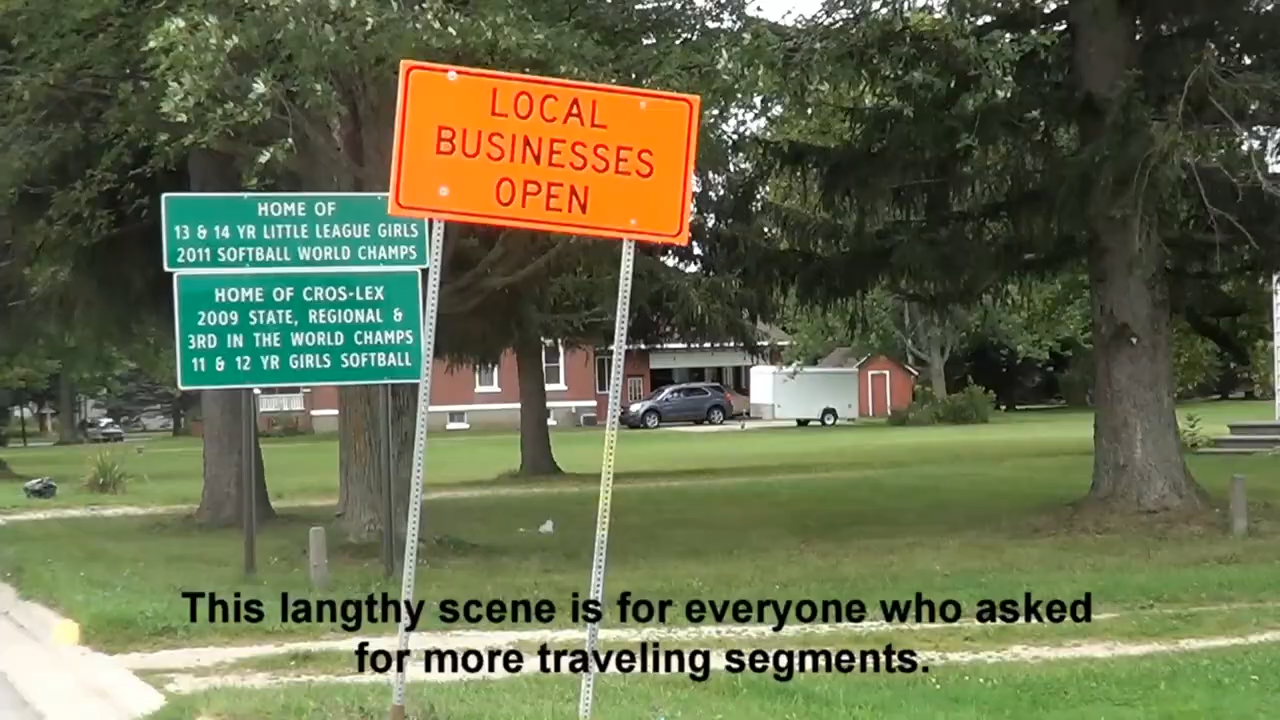 LOCAL
BUSINESSES
OPEN
HOME OF
13 & 14 YR LITTLE LEAGUE GIRLS
2011 SOFTBALL WORLD CHAMPS
HOME OF CROS-LEX
2009 STATE, REGIONAL &
3RD IN THE WORLD CHAMPS
11 & 12 YR GIRLS SOFTBALL
This langthy scene is for everyone who asked
for more traveling segments.